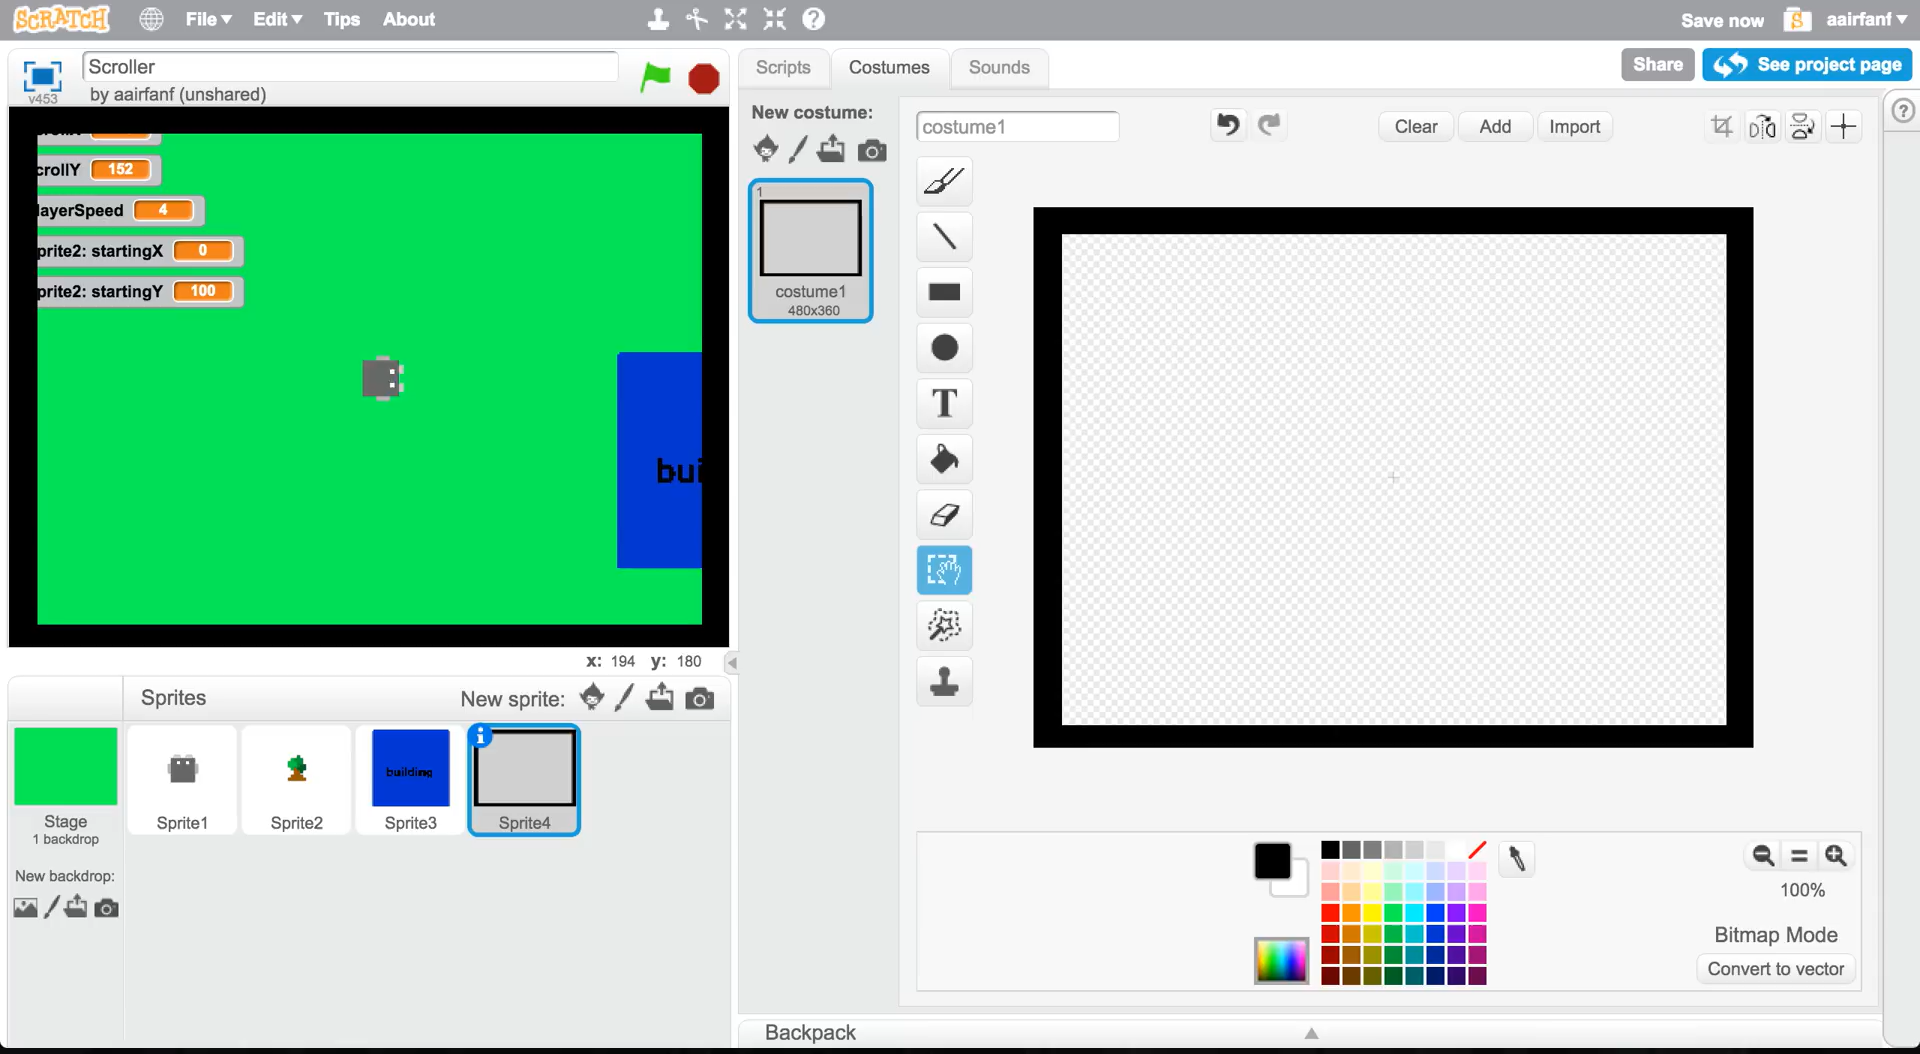 SCRATCH File Edit Tips About Save now aairfanf
Scroller
v453 by aairfanf (unshared)
Scripts Costumes Sounds Share See project page
New costume:
costume1 Clear Add Import
1
costume1
480x360
crollY 152
layerSpeed 4
prite2: startingX 0
prite2: startingY 100
bui
T
x: 194 y: 180
Sprites New sprite:
building
Stage
1 backdrop
Sprite1 Sprite2 Sprite3 Sprite4
New backdrop:
100%
Bitmap Mode
Convert to vector
Backpack